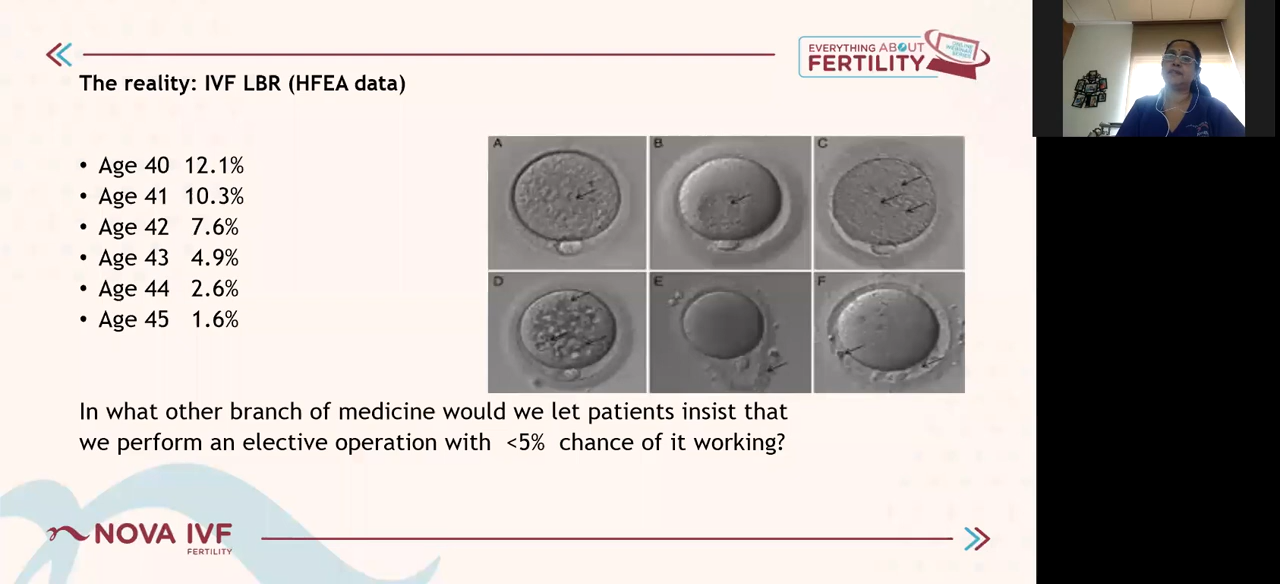 EVERYTHING ABOUT
FERTILITY
ONLINE
WEBINAR
SERIES
The reality: IVF LBR (HFEA data)
• Age 40 12.1%
• Age 41 10.3%
• Age 42 7.6%
• Age 43 4.9%
• Age 44 2.6%
• Age 45 1.6%
A
B
C
D
E
F
In what other branch of medicine would we let patients insist that
we perform an elective operation with <5% chance of it working?
NOVA IVF
FERTILITY